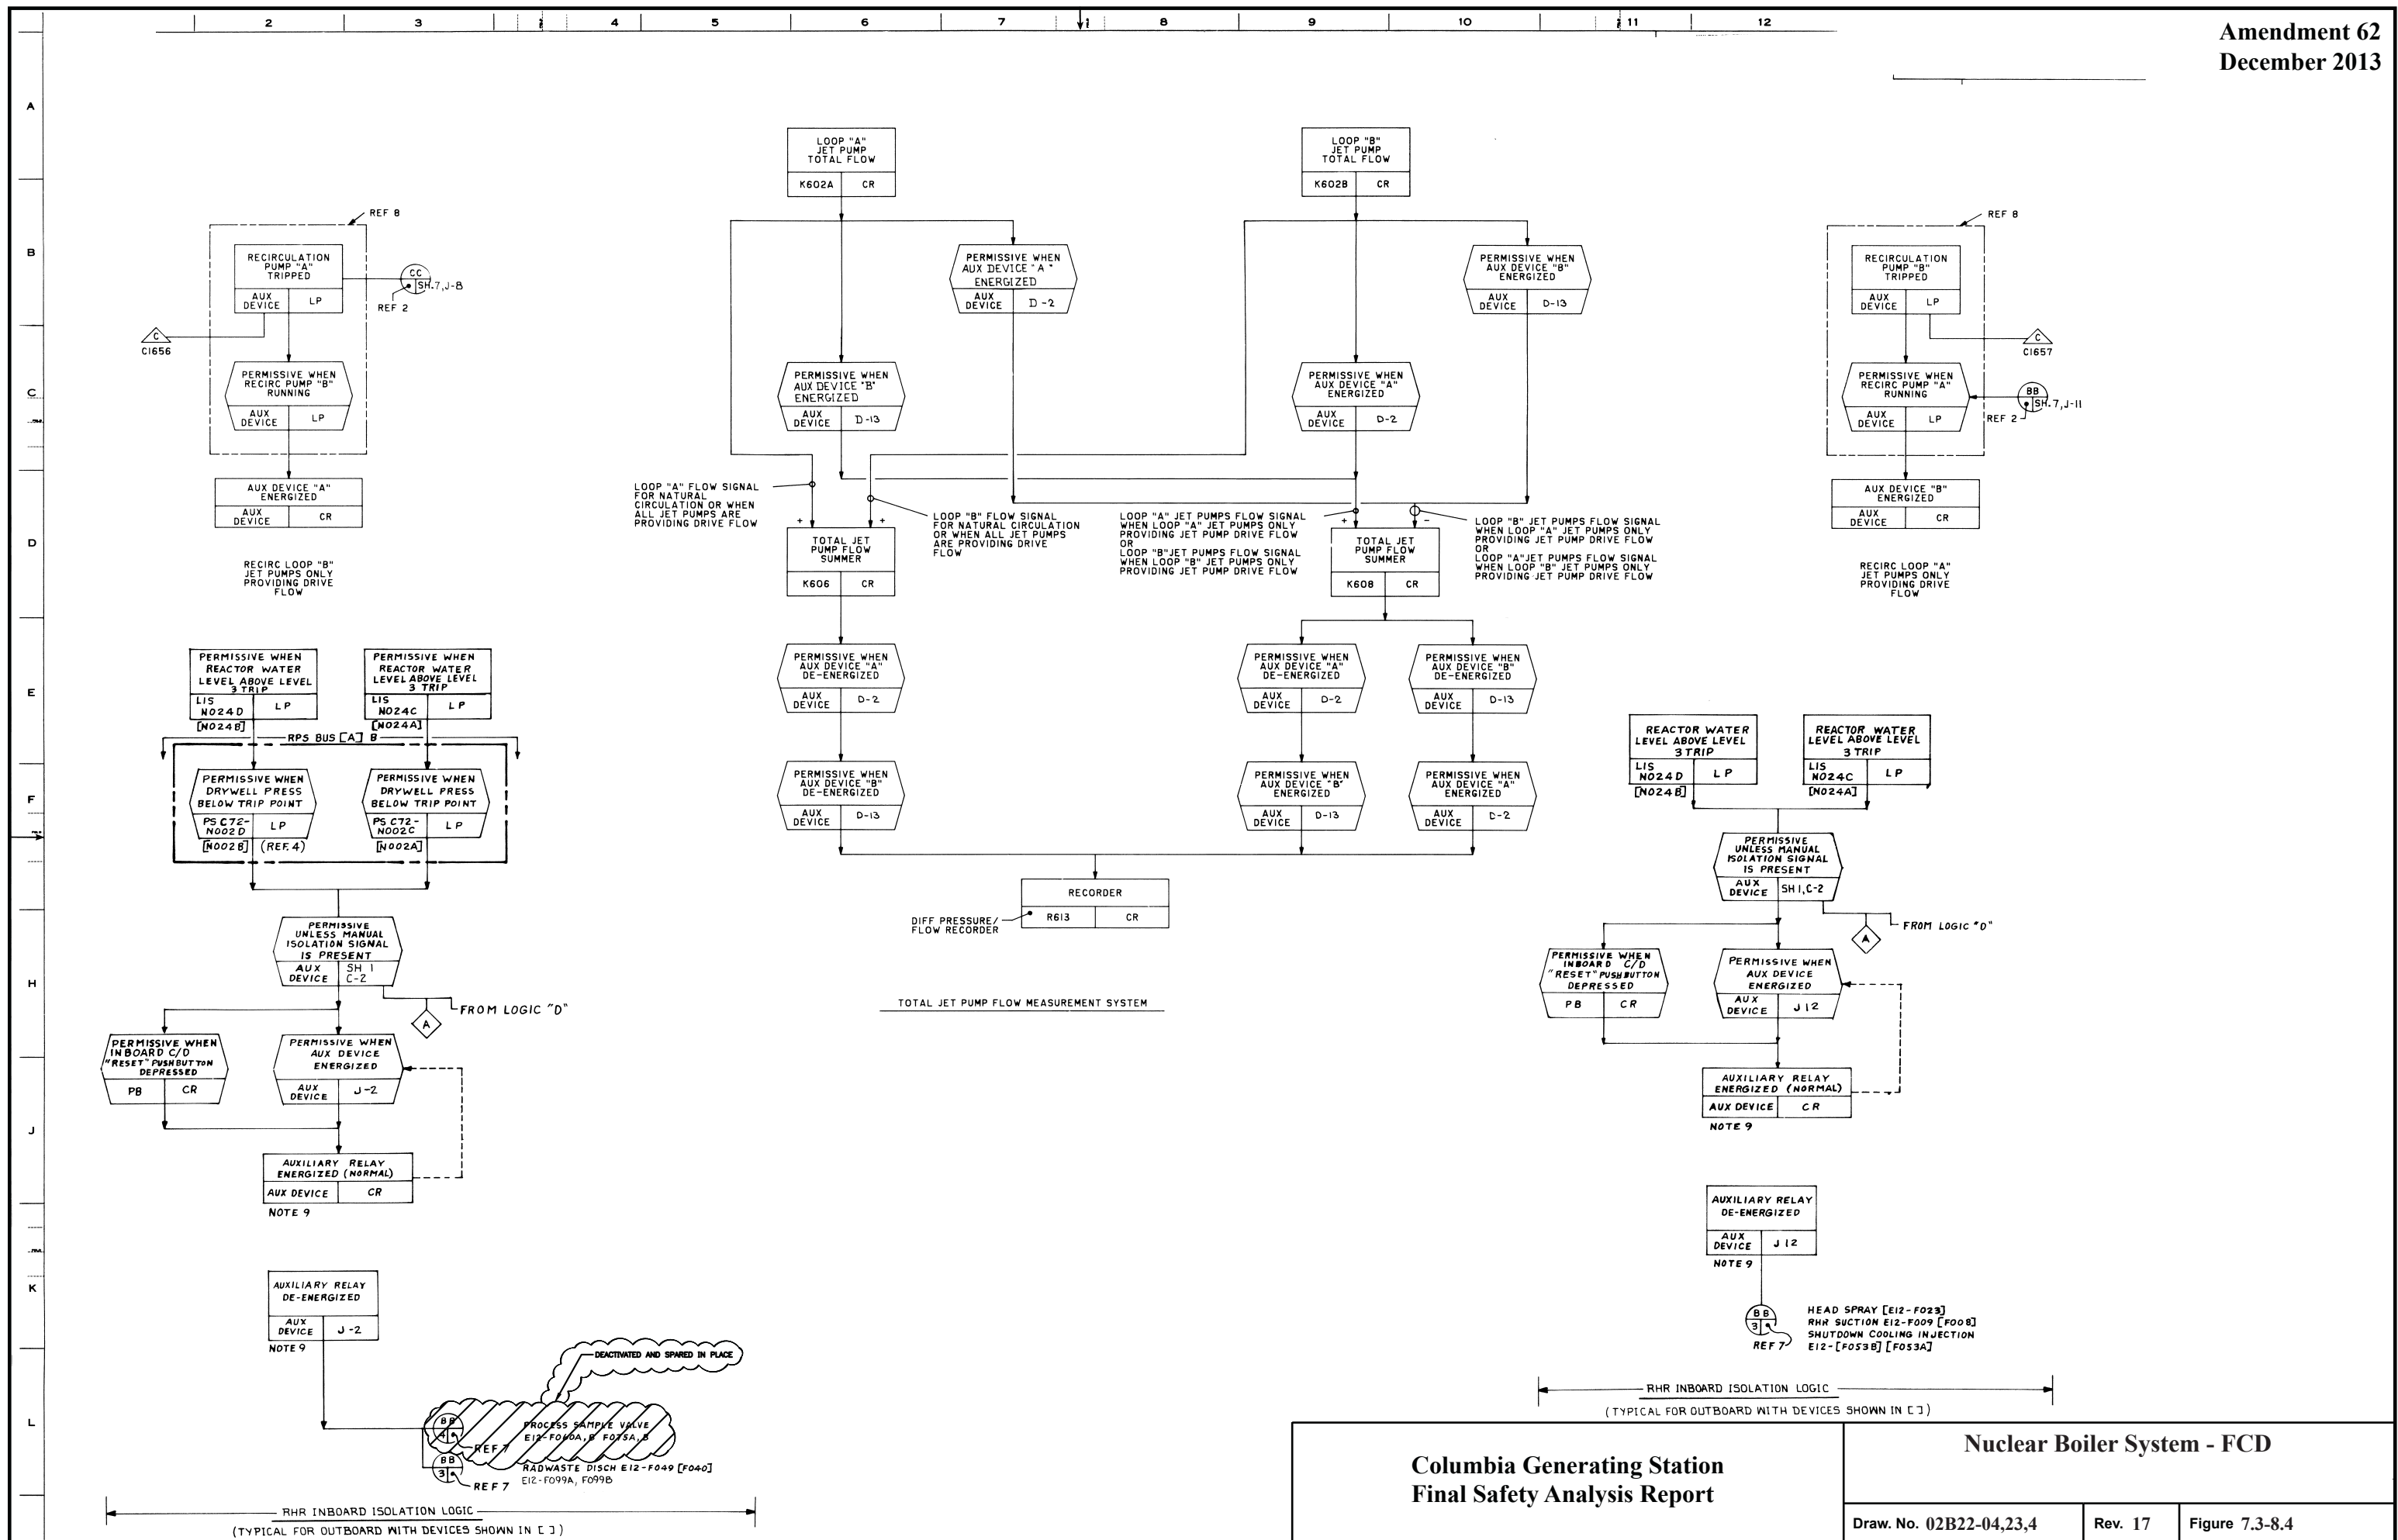 2 3 4 5 6 7 8 9 10 11 12
Amendment 62
December 2013
A
B
C
D
E
F
H
J
K
L
REF 8
RECIRCULATION
PUMP "A"
TRIPPED
AUX
DEVICE
LP
CC
SH.7,J-8
REF 2
C
C1656
PERMISSIVE WHEN
RECIRC PUMP "B"
RUNNING
AUX
DEVICE
LP
AUX DEVICE "A"
ENERGIZED
AUX
DEVICE
CR
RECIRC LOOP "B"
JET PUMPS ONLY
PROVIDING DRIVE
FLOW
LOOP "A"
JET PUMP
TOTAL FLOW
K602A
CR
LOOP "B"
JET PUMP
TOTAL FLOW
K602B
CR
PERMISSIVE WHEN
AUX DEVICE "A"
ENERGIZED
AUX
DEVICE
D-2
PERMISSIVE WHEN
AUX DEVICE "B"
ENERGIZED
AUX
DEVICE
D-13
PERMISSIVE WHEN
AUX DEVICE "B"
ENERGIZED
AUX
DEVICE
D-13
PERMISSIVE WHEN
AUX DEVICE "A"
ENERGIZED
AUX
DEVICE
D-2
LOOP "A" FLOW SIGNAL
FOR NATURAL
CIRCULATION OR WHEN
ALL JET PUMPS ARE
PROVIDING DRIVE FLOW
+
+
LOOP "B" FLOW SIGNAL
FOR NATURAL CIRCULATION
OR WHEN ALL JET PUMPS
ARE PROVIDING DRIVE
FLOW
TOTAL JET
PUMP FLOW
SUMMER
K606
CR
LOOP "A" JET PUMPS FLOW SIGNAL
WHEN LOOP "A" JET PUMPS ONLY
PROVIDING JET PUMP DRIVE FLOW
OR
LOOP "B"JET PUMPS FLOW SIGNAL
WHEN LOOP "B" JET PUMPS ONLY
PROVIDING JET PUMP DRIVE FLOW
+
-
TOTAL JET
PUMP FLOW
SUMMER
K608
CR
LOOP "B" JET PUMPS FLOW SIGNAL
WHEN LOOP "A" JET PUMPS ONLY
PROVIDING JET PUMP DRIVE FLOW
OR
LOOP "A"JET PUMPS FLOW SIGNAL
WHEN LOOP "B" JET PUMPS ONLY
PROVIDING JET PUMP DRIVE FLOW
REF 8
RECIRCULATION
PUMP "B"
TRIPPED
AUX
DEVICE
LP
C
C1657
PERMISSIVE WHEN
RECIRC PUMP "A"
RUNNING
AUX
DEVICE
LP
BB
SH.7,J-11
REF 2
AUX DEVICE "B"
ENERGIZED
AUX
DEVICE
CR
RECIRC LOOP "A"
JET PUMPS ONLY
PROVIDING DRIVE
FLOW
PERMISSIVE WHEN
AUX DEVICE "A"
DE-ENERGIZED
AUX
DEVICE
D-2
PERMISSIVE WHEN
AUX DEVICE "B"
DE-ENERGIZED
AUX
DEVICE
D-13
PERMISSIVE WHEN
AUX DEVICE "A"
DE-ENERGIZED
AUX
DEVICE
D-2
PERMISSIVE WHEN
AUX DEVICE "B"
ENERGIZED
AUX
DEVICE
D-13
PERMISSIVE WHEN
AUX DEVICE "B"
DE-ENERGIZED
AUX
DEVICE
D-13
PERMISSIVE WHEN
AUX DEVICE "A"
ENERGIZED
AUX
DEVICE
D-2
RECORDER
R613
CR
DIFF PRESSURE/
FLOW RECORDER
TOTAL JET PUMP FLOW MEASUREMENT SYSTEM
PERMISSIVE WHEN
REACTOR WATER
LEVEL ABOVE LEVEL
3 TRIP
LIS
N024D
LP
[N024B]
PERMISSIVE WHEN
REACTOR WATER
LEVEL ABOVE LEVEL
3 TRIP
LIS
N024C
LP
[N024A]
RPS BUS [A] B
PERMISSIVE WHEN
DRYWELL PRESS
BELOW TRIP POINT
PS C72-
N002D
LP
[N002B] (REF. 4)
PERMISSIVE WHEN
DRYWELL PRESS
BELOW TRIP POINT
PS C72-
N002C
LP
[N002A]
PERMISSIVE
UNLESS MANUAL
ISOLATION SIGNAL
IS PRESENT
AUX
DEVICE
SH 1
C-2
A
FROM LOGIC "D"
PERMISSIVE WHEN
INBOARD C/D
"RESET" PUSHBUTTON
DEPRESSED
PB
CR
PERMISSIVE WHEN
AUX DEVICE
ENERGIZED
AUX
DEVICE
J-2
AUXILIARY RELAY
ENERGIZED (NORMAL)
AUX DEVICE
CR
NOTE 9
AUXILIARY RELAY
DE-ENERGIZED
AUX
DEVICE
J-2
NOTE 9
DEACTIVATED AND SPARED IN PLACE
BB
4
REF 7
PROCESS SAMPLE VALVE
E12-F060A, B F075A, B
BB
3
REF 7
RADWASTE DISCH E12-F049 [F040]
E12-F099A, F099B
RHR INBOARD ISOLATION LOGIC
(TYPICAL FOR OUTBOARD WITH DEVICES SHOWN IN [ ])
REACTOR WATER
LEVEL ABOVE LEVEL
3 TRIP
LIS
N024D
LP
[N024B]
REACTOR WATER
LEVEL ABOVE LEVEL
3 TRIP
LIS
N024C
LP
[N024A]
PERMISSIVE
UNLESS MANUAL
ISOLATION SIGNAL
IS PRESENT
AUX
DEVICE
SH 1, C-2
A
FROM LOGIC "D"
PERMISSIVE WHEN
INBOARD C/D
"RESET" PUSHBUTTON
DEPRESSED
PB
CR
PERMISSIVE WHEN
AUX DEVICE
ENERGIZED
AUX
DEVICE
J 12
AUXILIARY RELAY
ENERGIZED (NORMAL)
AUX DEVICE
CR
NOTE 9
AUXILIARY RELAY
DE-ENERGIZED
AUX
DEVICE
J 12
NOTE 9
BB
3
REF 7
HEAD SPRAY [E12-F023]
RHR SUCTION E12-F009 [F008]
SHUTDOWN COOLING INJECTION
E12-[F053B] [F053A]
RHR INBOARD ISOLATION LOGIC
(TYPICAL FOR OUTBOARD WITH DEVICES SHOWN IN [ ])
Columbia Generating Station
Final Safety Analysis Report
Nuclear Boiler System - FCD
Draw. No. 02B22-04,23,4
Rev. 17
Figure 7.3-8.4